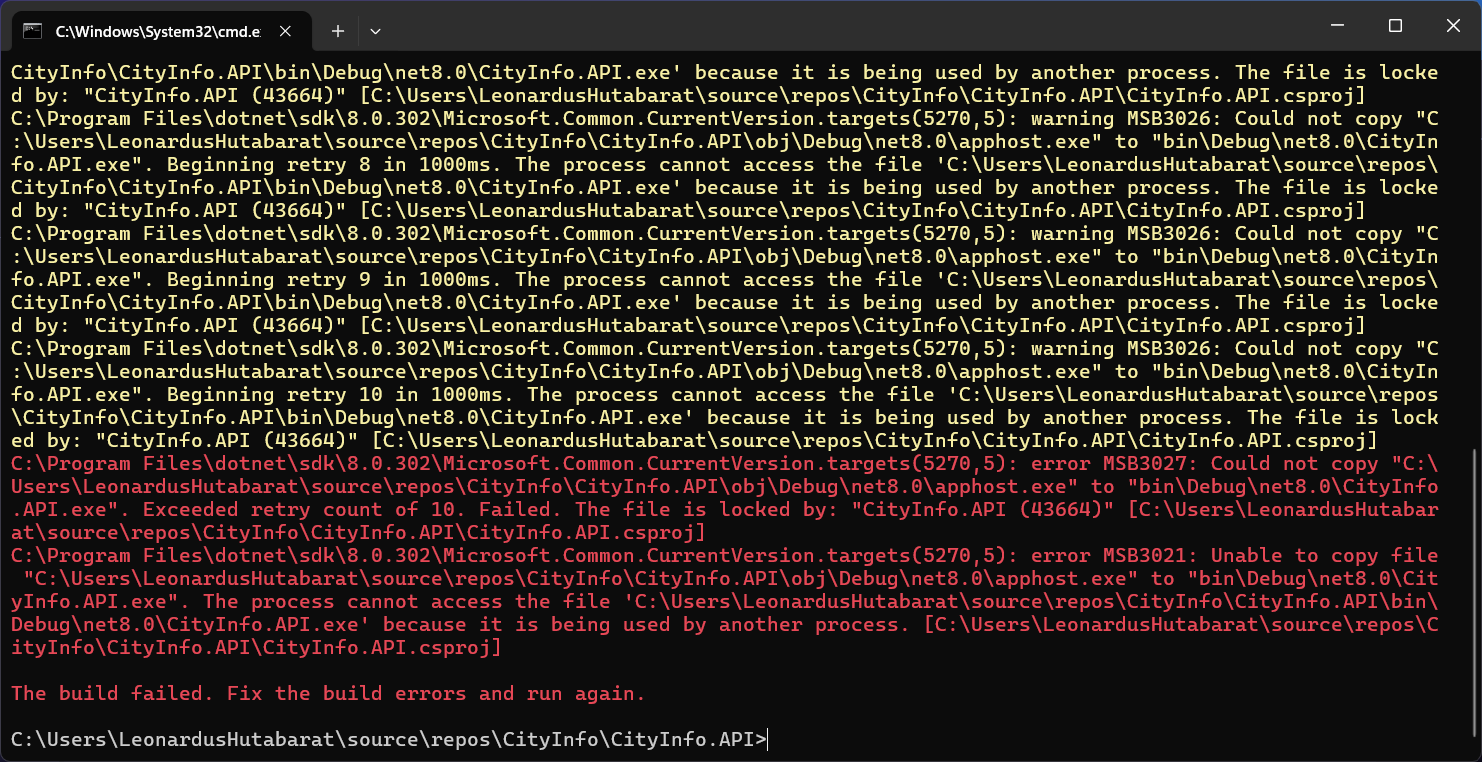 C:\Windows\System32\cmd.e
CityInfo\CityInfo.API\bin\Debug\net8.0\CityInfo.API.exe' because it is being used by another process. The file is locke
d by: "CityInfo.API (43664)" [C:\Users\LeonardusHutabarat\source\repos\CityInfo\CityInfo.API\CityInfo.API.csproj]
C:\Program Files\dotnet\sdk\8.0.302\Microsoft.Common.CurrentVersion.targets(5270,5): warning MSB3026: Could not copy "C
:\Users\LeonardusHutabarat\source\repos\CityInfo\CityInfo.API\obj\Debug\net8.0\apphost.exe" to "bin\Debug\net8.0\CityIn
fo.API.exe". Beginning retry 8 in 1000ms. The process cannot access the file 'C:\Users\LeonardusHutabarat\source\repos\
CityInfo\CityInfo.API\bin\Debug\net8.0\CityInfo.API.exe' because it is being used by another process. The file is locke
d by: "CityInfo.API (43664)" [C:\Users\LeonardusHutabarat\source\repos\CityInfo\CityInfo.API\CityInfo.API.csproj]
C:\Program Files\dotnet\sdk\8.0.302\Microsoft.Common.CurrentVersion.targets(5270,5): warning MSB3026: Could not copy "C
:\Users\LeonardusHutabarat\source\repos\CityInfo\CityInfo.API\obj\Debug\net8.0\apphost.exe" to "bin\Debug\net8.0\CityIn
fo.API.exe". Beginning retry 9 in 1000ms. The process cannot access the file 'C:\Users\LeonardusHutabarat\source\repos\
CityInfo\CityInfo.API\bin\Debug\net8.0\CityInfo.API.exe' because it is being used by another process. The file is locke
d by: "CityInfo.API (43664)" [C:\Users\LeonardusHutabarat\source\repos\CityInfo\CityInfo.API\CityInfo.API.csproj]
C:\Program Files\dotnet\sdk\8.0.302\Microsoft.Common.CurrentVersion.targets(5270,5): warning MSB3026: Could not copy "C
:\Users\LeonardusHutabarat\source\repos\CityInfo\CityInfo.API\obj\Debug\net8.0\apphost.exe" to "bin\Debug\net8.0\CityIn
fo.API.exe". Beginning retry 10 in 1000ms. The process cannot access the file 'C:\Users\LeonardusHutabarat\source\repos
\CityInfo\CityInfo.API\bin\Debug\net8.0\CityInfo.API.exe' because it is being used by another process. The file is lock
ed by: "CityInfo.API (43664)" [C:\Users\LeonardusHutabarat\source\repos\CityInfo\CityInfo.API\CityInfo.API.csproj]
C:\Program Files\dotnet\sdk\8.0.302\Microsoft.Common.CurrentVersion.targets(5270,5): error MSB3027: Could not copy "C:\
Users\LeonardusHutabarat\source\repos\CityInfo\CityInfo.API\obj\Debug\net8.0\apphost.exe" to "bin\Debug\net8.0\CityInfo
.API.exe". Exceeded retry count of 10. Failed. The file is locked by: "CityInfo.API (43664)" [C:\Users\LeonardusHutabar
at\source\repos\CityInfo\CityInfo.API\CityInfo.API.csproj]
C:\Program Files\dotnet\sdk\8.0.302\Microsoft.Common.CurrentVersion.targets(5270,5): error MSB3021: Unable to copy file
 "C:\Users\LeonardusHutabarat\source\repos\CityInfo\CityInfo.API\obj\Debug\net8.0\apphost.exe" to "bin\Debug\net8.0\Cit
yInfo.API.exe". The process cannot access the file 'C:\Users\LeonardusHutabarat\source\repos\CityInfo\CityInfo.API\bin\
Debug\net8.0\CityInfo.API.exe' because it is being used by another process. [C:\Users\LeonardusHutabarat\source\repos\C
ityInfo\CityInfo.API\CityInfo.API.csproj]
The build failed. Fix the build errors and run again.
C:\Users\LeonardusHutabarat\source\repos\CityInfo\CityInfo.API>